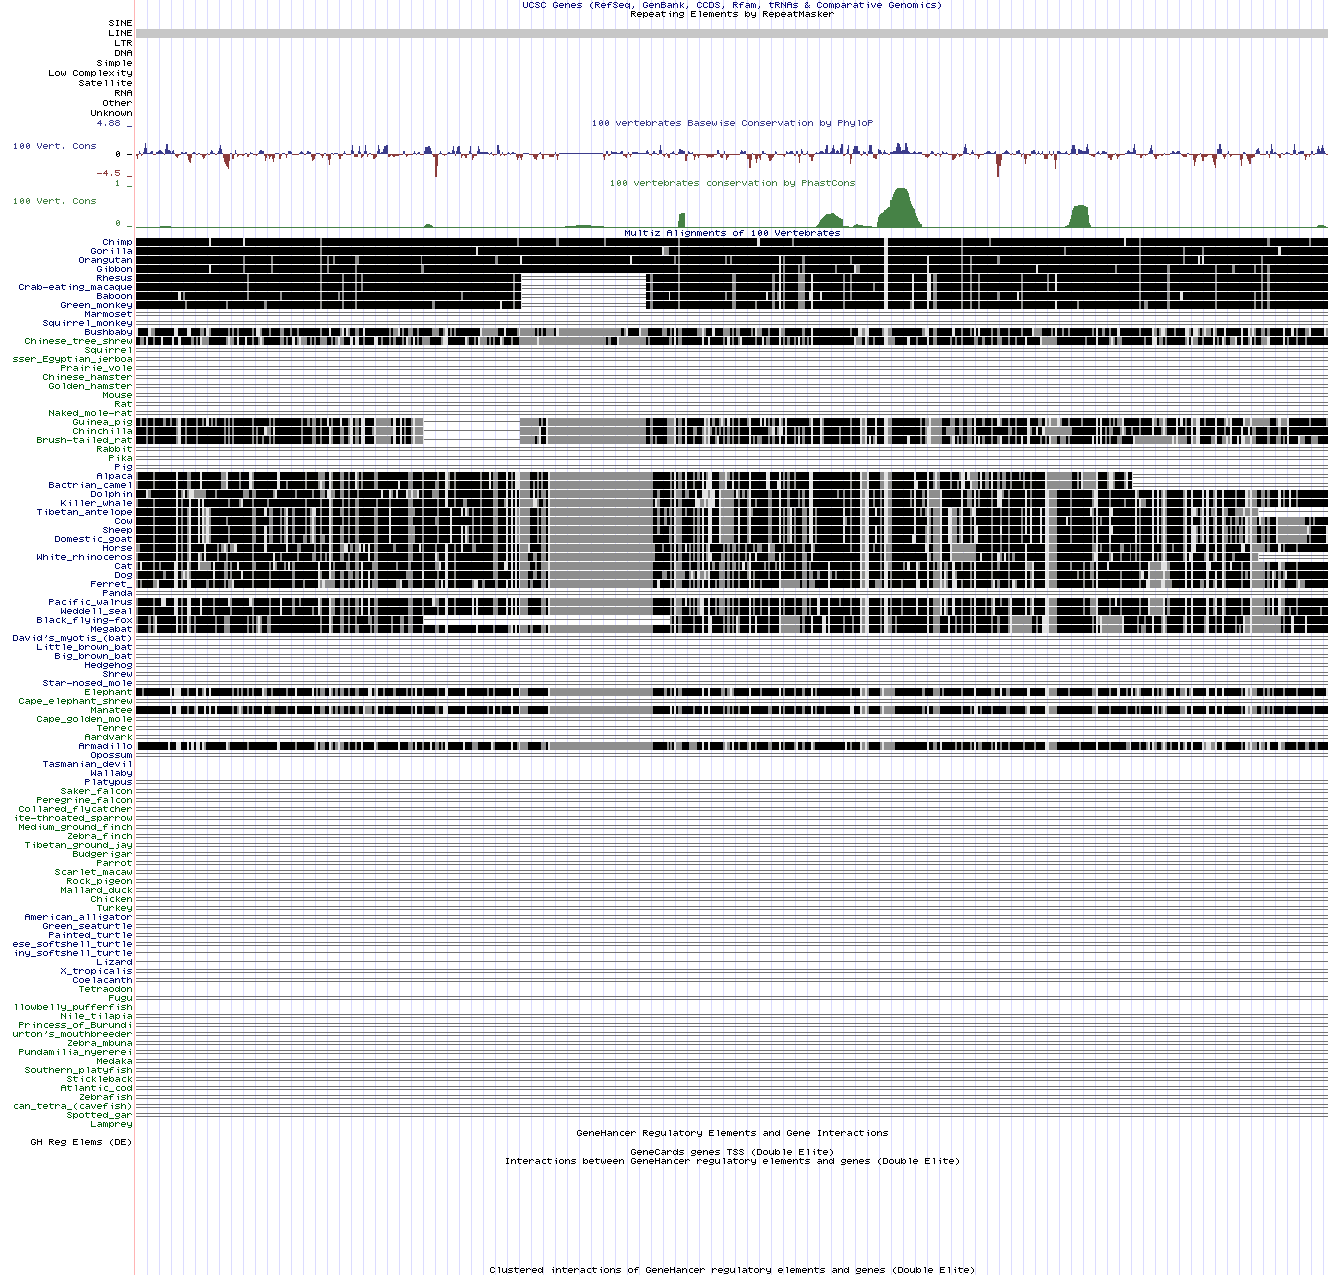 UCSC Genes (RefSeq, GenBank, CCDS, Rfam, tRNAs & Comparative Genomics)
Repeating Elements by RepeatMasker
SINE
LINE
LTR
DNA
Simple
Low Complexity
Satellite
RNA
Other
Unknown
4.88 _
100 vertebrates Basewise Conservation by PhyloP
100 Vert. Cons
0 -
-4.5 _
1 _
100 vertebrates conservation by PhastCons
100 Vert. Cons
0 _
Multiz Alignments of 100 Vertebrates
Chimp
Gorilla
Orangutan
Gibbon
Rhesus
Crab-eating_macaque
Baboon
Green_monkey
Marmoset
Squirrel_monkey
Bushbaby
Chinese_tree_shrew
Squirrel
sser_Egyptian_jerboa
Prairie_vole
Chinese_hamster
Golden_hamster
Mouse
Rat
Naked_mole-rat
Guinea_pig
Chinchilla
Brush-tailed_rat
Rabbit
Pika
Pig
Alpaca
Bactrian_camel
Dolphin
Killer_whale
Tibetan_antelope
Cow
Sheep
Domestic_goat
Horse
White_rhinoceros
Cat
Dog
Ferret_
Panda
Pacific_walrus
Weddell_seal
Black_flying-fox
Megabat
David's_myotis_(bat)
Little_brown_bat
Big_brown_bat
Hedgehog
Shrew
Star-nosed_mole
Elephant
Cape_elephant_shrew
Manatee
Cape_golden_mole
Tenrec
Aardvark
Armadillo
Opossum
Tasmanian_devil
Wallaby
Platypus
Saker_falcon
Peregrine_falcon
Collared_flycatcher
ite-throated_sparrow
Medium_ground_finch
Zebra_finch
Tibetan_ground_jay
Budgerigar
Parrot
Scarlet_macaw
Rock_pigeon
Mallard_duck
Chicken
Turkey
American_alligator
Green_seaturtle
Painted_turtle
ese_softshell_turtle
iny_softshell_turtle
Lizard
X_tropicalis
Coelacanth
Tetraodon
Fugu
llowbelly_pufferfish
Nile_tilapia
Princess_of_Burundi
urton's_mouthbreeder
Zebra_mbuna
Pundamilia_nyererei
Medaka
Southern_platyfish
Stickleback
Atlantic_cod
Zebrafish
can_tetra_(cavefish)
Spotted_gar
Lamprey
GeneHancer Regulatory Elements and Gene Interactions
GH Reg Elems (DE)
GeneCards genes TSS (Double Elite)
Interactions between GeneHancer regulatory elements and genes (Double Elite)
Clustered interactions of GeneHancer regulatory elements and genes (Double Elite)